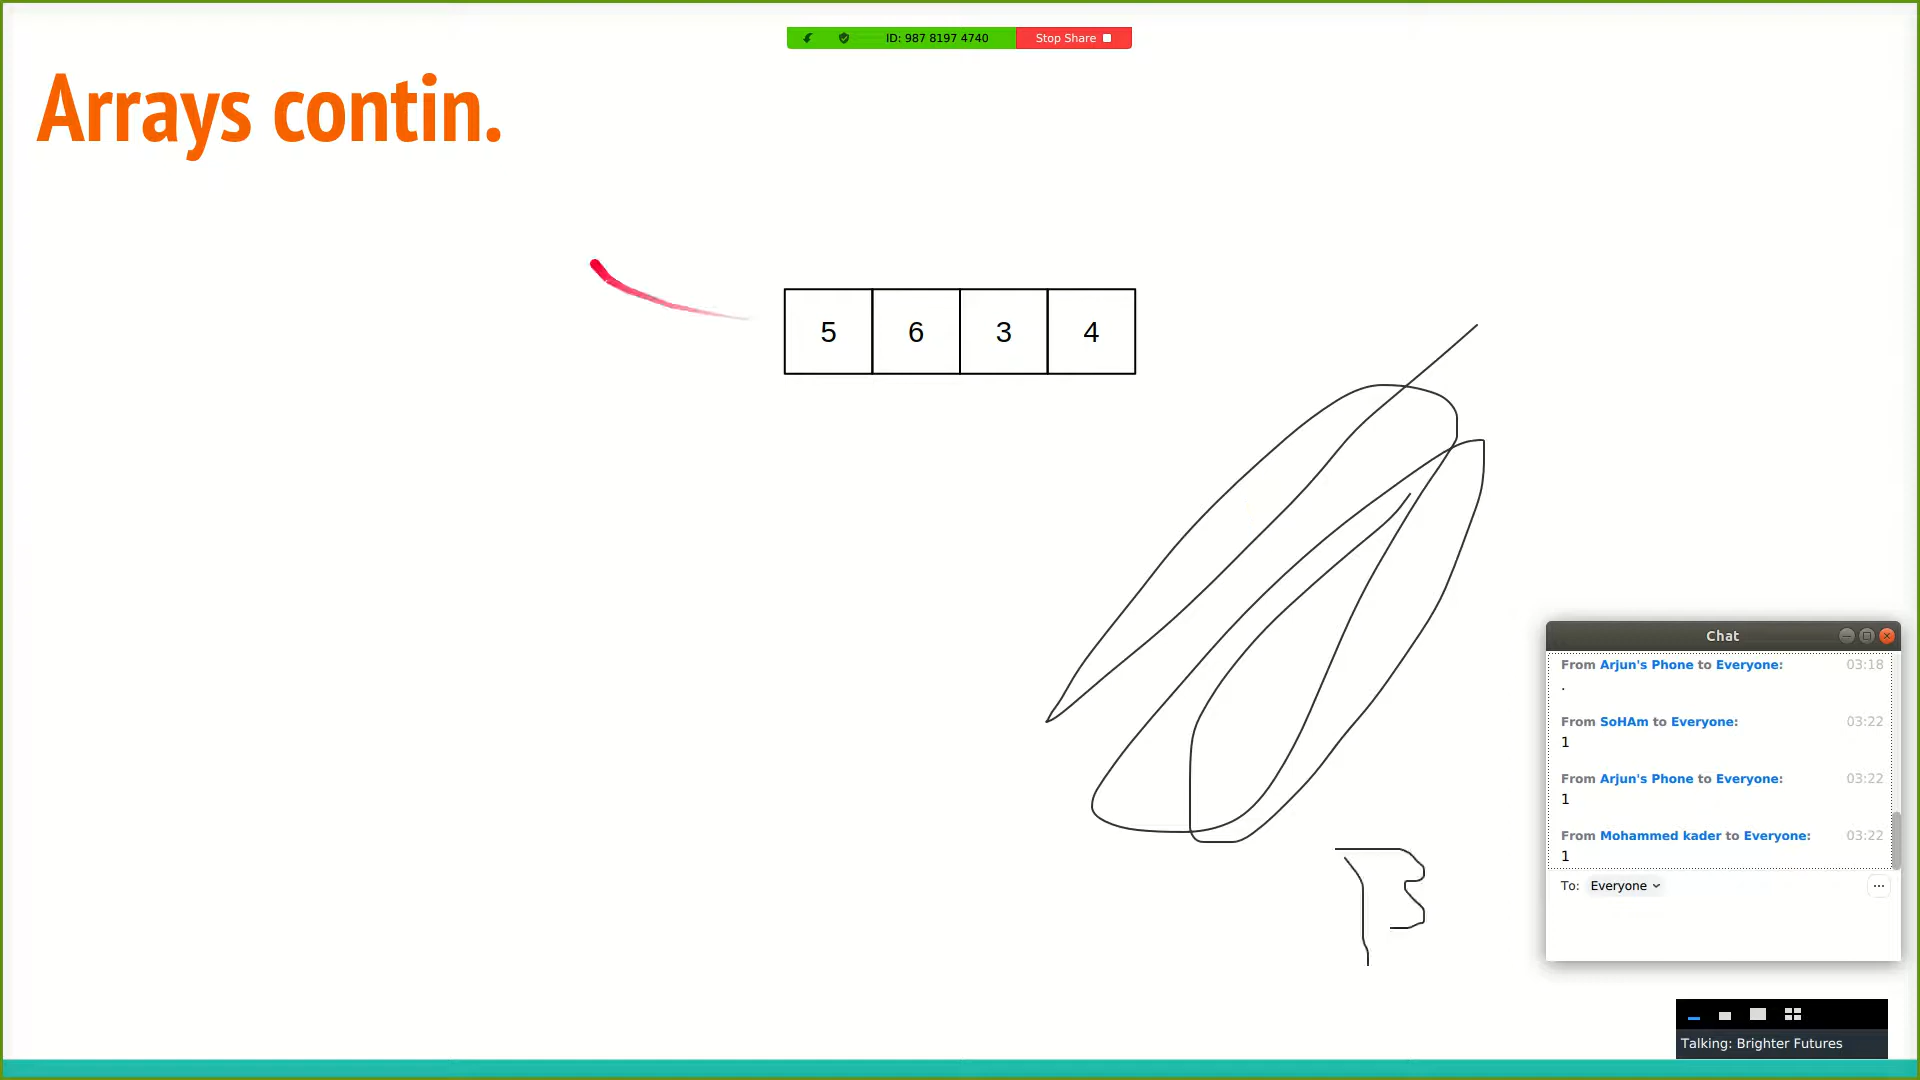 ID: 987 8197 4740 Stop Share
Arrays contin.
5 6 3 4
B
Chat
From Arjun's Phone to Everyone: 03:18
.
From SoHAm to Everyone: 03:22
1
From Arjun's Phone to Everyone: 03:22
1
From Mohammed kader to Everyone: 03:22
1
To: Everyone ...
Talking: Brighter Futures